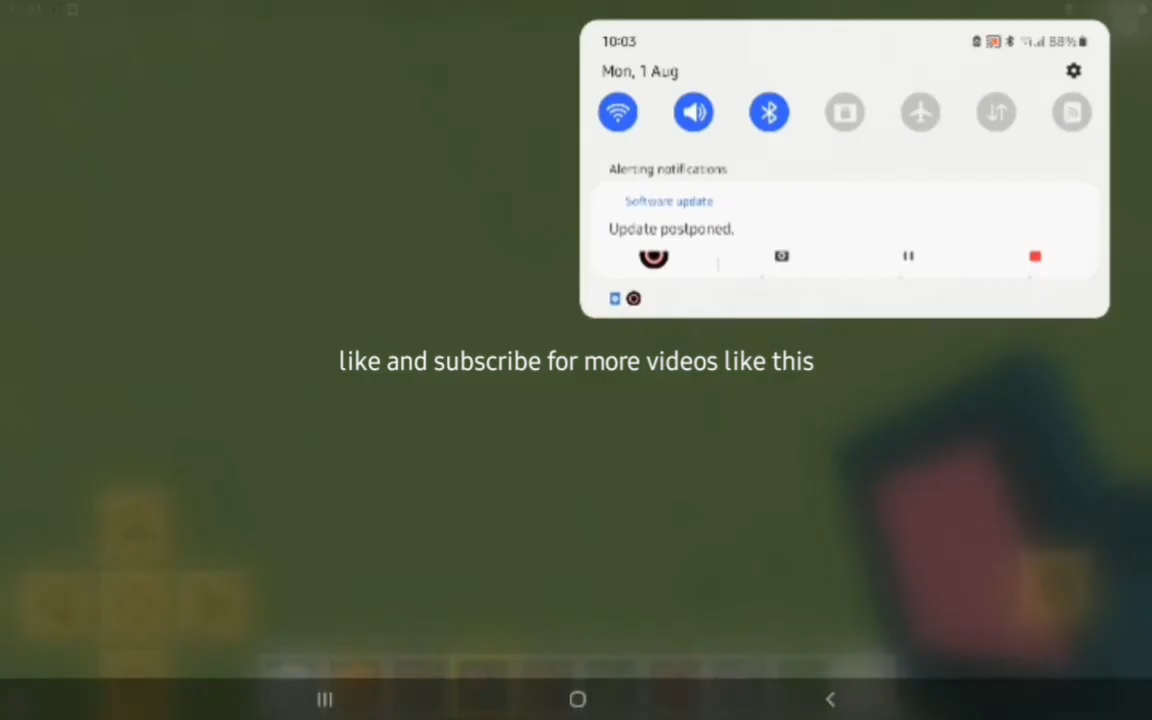 10:03
88%
Mon, 1 Aug
Alerting notifications
Software update
Update postponed.
like and subscribe for more videos like this